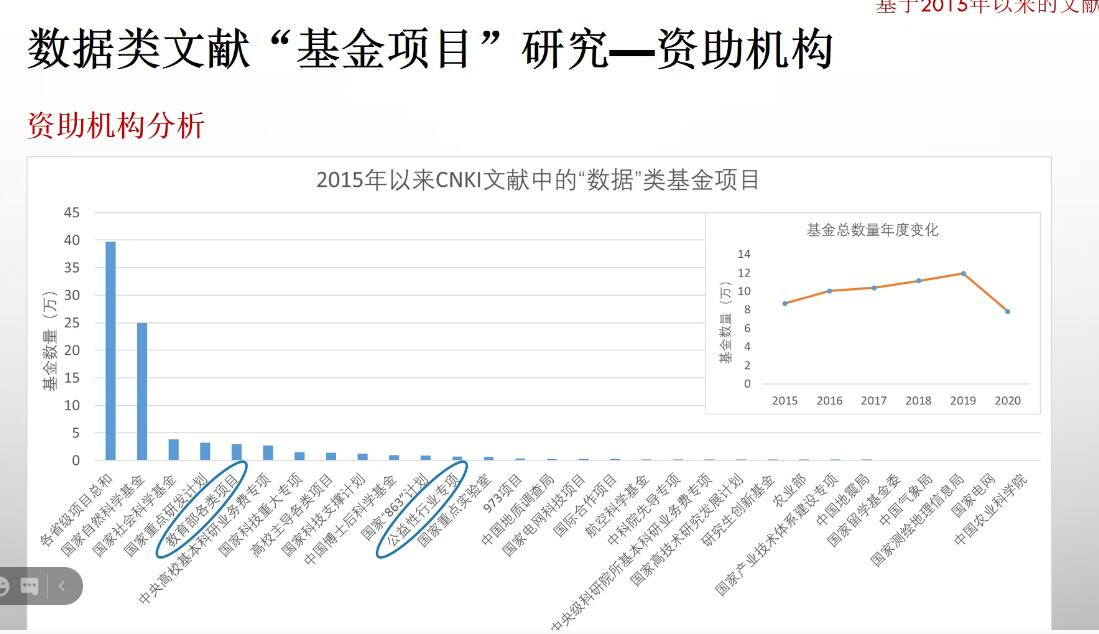 基于2015年以来的文献
数据类文献“基金项目”研究—资助机构
资助机构分析
2015年以来CNKI文献中的“数据”类基金项目
基金数量（万）
45
40
35
30
25
20
15
10
5
0
各省级项目总和
国家自然科学基金
国家社会科学基金
国家重点研发计划
教育部各类项目
中央高校基本科研业务费专项
国家科技重大专项
高校主导各类项目
国家科技支撑计划
中国博士后科学基金
国家“863”计划
公益性行业专项
国家重点实验室
973项目
中国地质调查局
国家电网科技项目
国际合作项目
航空科学基金
中科院先导专项
中央级科研院所基本科研业务费专项
国家高技术研究发展计划
研究生创新基金
农业部
国家产业技术体系建设专项
中国地震局
国家留学基金委
中国气象局
国家测绘地理信息局
国家电网
中国农业科学院
基金总数量年度变化
基金数量（万）
14
12
10
8
6
4
2
0
2015 2016 2017 2018 2019 2020